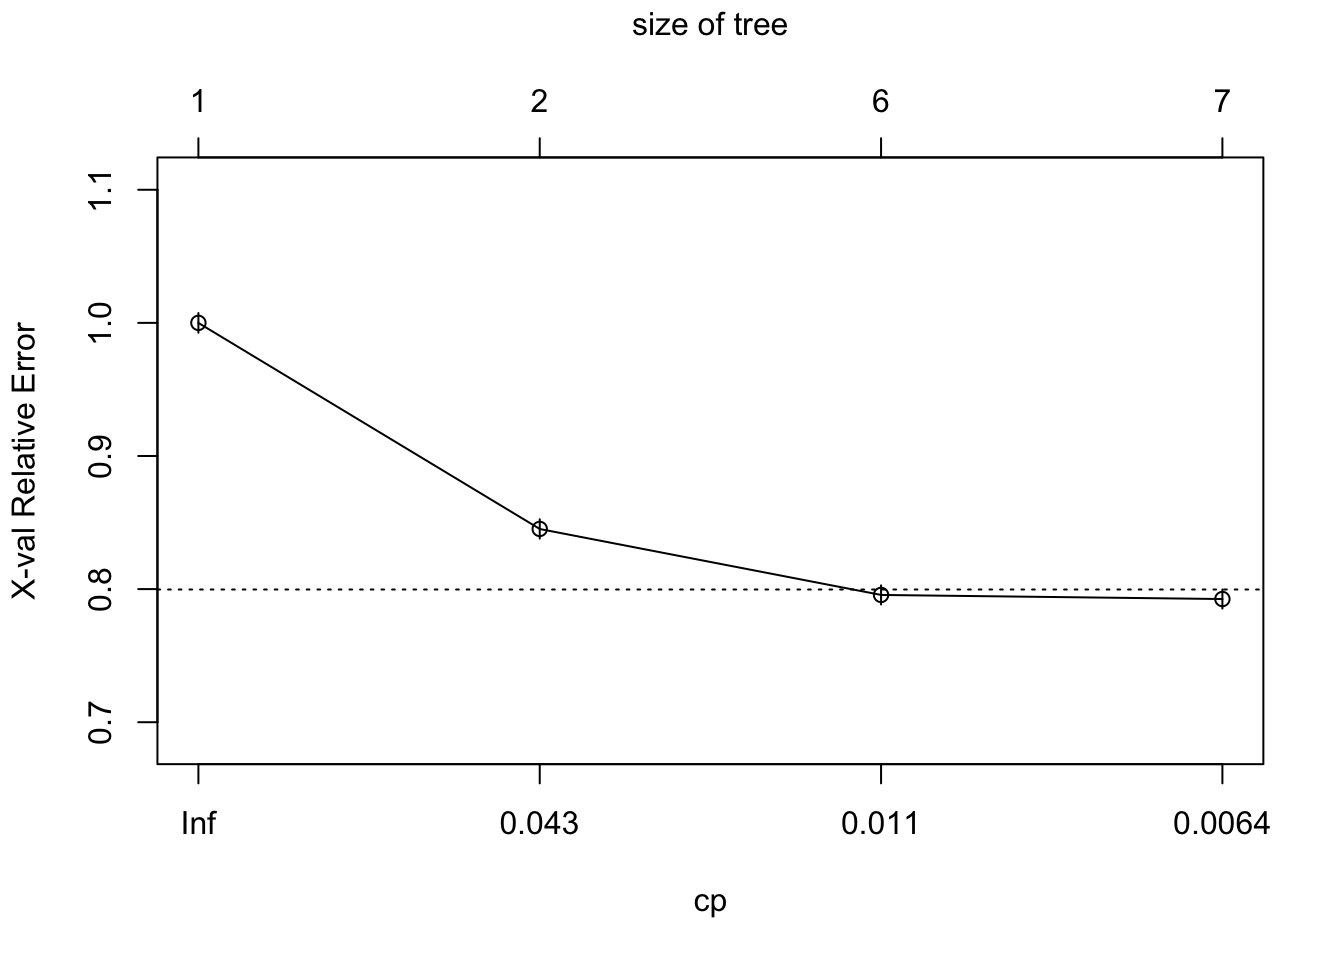 size of tree
1 2 6 7
X-val Relative Error
1.1
1.0
0.9
0.8
0.7
Inf 0.043 0.011 0.0064
cp